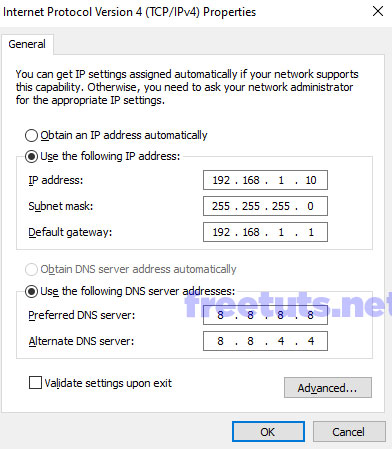 Internet Protocol Version 4 (TCP/IPv4) Properties
General
You can get IP settings assigned automatically if your network supports
this capability. Otherwise, you need to ask your network administrator
for the appropriate IP settings.
Obtain an IP address automatically
Use the following IP address:
IP address: 192 . 168 . 1 . 10
Subnet mask: 255 . 255 . 255 . 0
Default gateway: 192 . 168 . 1 . 1
Obtain DNS server address automatically
Use the following DNS server addresses:
freetuts.net
Preferred DNS server: 8 . 8 . 8 . 8
Alternate DNS server: 8 . 8 . 4 . 4
Validate settings upon exit
Advanced...
OK Cancel